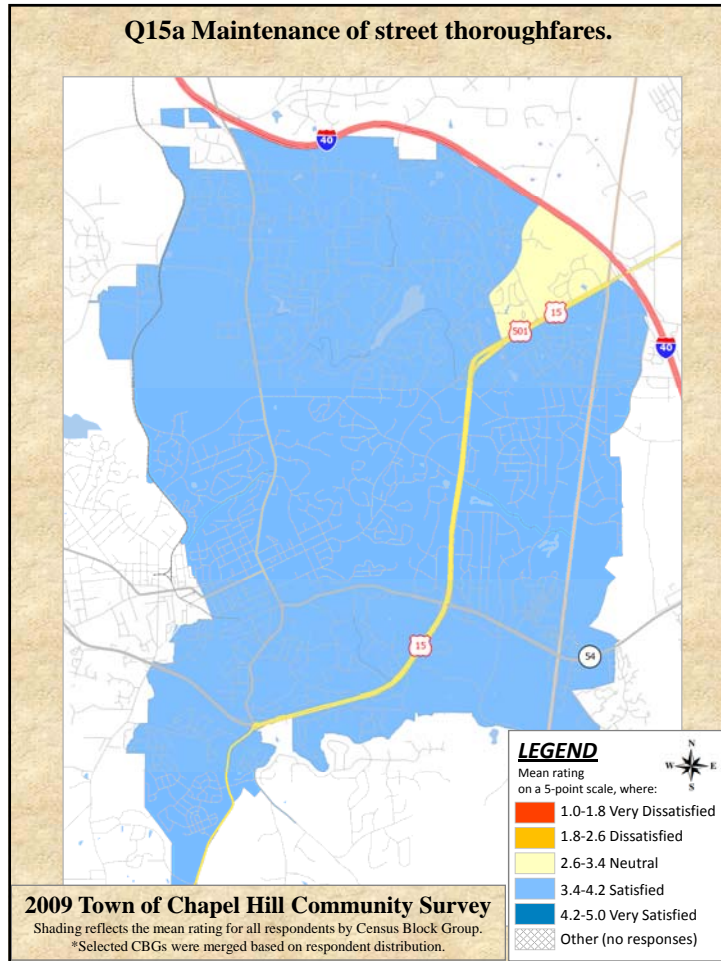 Q15a Maintenance of street thoroughfares.
40
15
501
40
15
54
LEGEND
N
W E
S
Mean rating
on a 5-point scale, where:
1.0-1.8 Very Dissatisfied
1.8-2.6 Dissatisfied
2.6-3.4 Neutral
3.4-4.2 Satisfied
4.2-5.0 Very Satisfied
Other (no responses)
2009 Town of Chapel Hill Community Survey
Shading reflects the mean rating for all respondents by Census Block Group.
*Selected CBGs were merged based on respondent distribution.